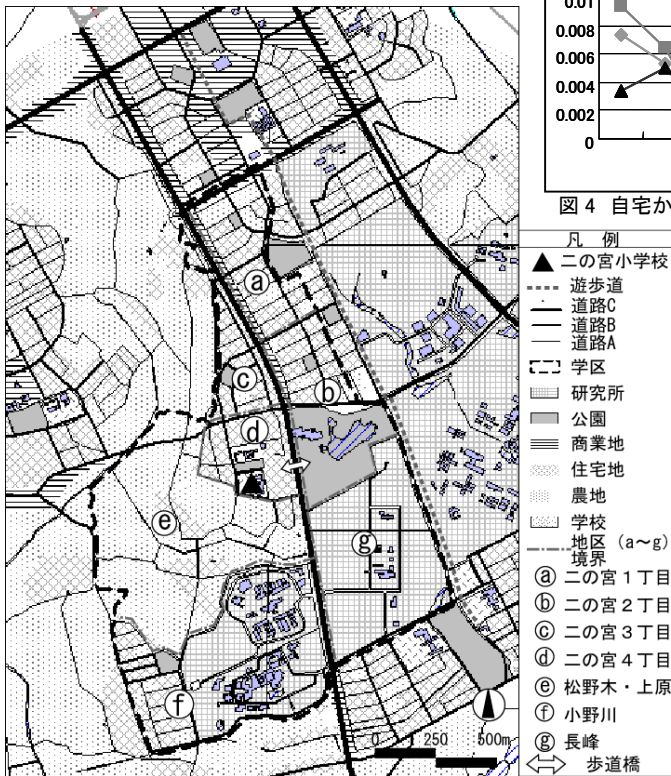 0.01
0.008
0.006
0.004
0.002
0
図 4 自宅か
凡 例
二の宮小学校
遊歩道
道路C
道路B
道路A
学区
研究所
公園
商業地
住宅地
農地
学校
地区（a～g）
境界
ⓐ 二の宮１丁目
ⓑ 二の宮２丁目
ⓒ 二の宮３丁目
ⓓ 二の宮４丁目
ⓔ 松野木・上原
ⓕ 小野川
ⓖ 長峰
歩道橋
ⓐ
ⓒ
ⓑ
ⓓ
ⓔ
ⓖ
ⓕ
0 250 500m